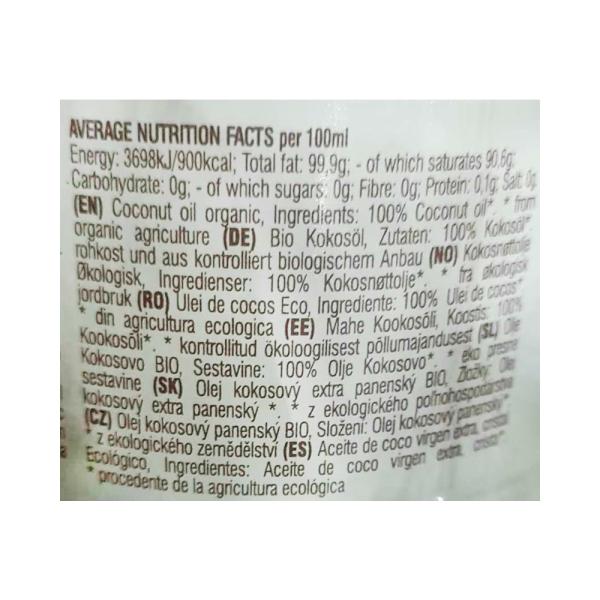 AVERAGE NUTRITION FACTS per 100ml
Energy: 3698kJ/900kcal; Total fat: 99,9g; - of which saturates 90,6g;
Carbohydrate: 0g; - of which sugars: 0g; Fibre: 0g; Protein: 0,1g; Salt: 0g
(EN) Coconut oil organic, Ingredients: 100% Coconut oil*. * from
organic agriculture (DE) Bio Kokosöl, Zutaten: 100% Kokosöl*
rohkost und aus kontrolliert biologischem Anbau (NO) Kokosnøttolje
Økologisk, Ingredienser: 100% Kokosnøttolje*. * fra økologisk
jordbruk (RO) Ulei de cocos Eco, Ingrediente: 100% Ulei de cocos*
* din agricultura ecologica (EE) Mahe Kookosõli, Koostis: 100%
Kookosõli*. * kontrollitud ökoloogilisest põllumajandusest (SL) Olje
Kokosovo BIO, Sestavine: 100% Olje Kokosovo*. * eko presne
sestavine (SK) Olej kokosový extra panenský BIO, Zložky: Olej
kokosový extra panenský *. * z ekologického poľnohospodárstva
(CZ) Olej kokosový panenský BIO, Složení: Olej kokosový panenský*
* z ekologického zemědělství (ES) Aceite de coco virgen extra, cristal
Ecológico, Ingredientes: Aceite de coco virgen extra, cristal*
* procedente de la agricultura ecológica